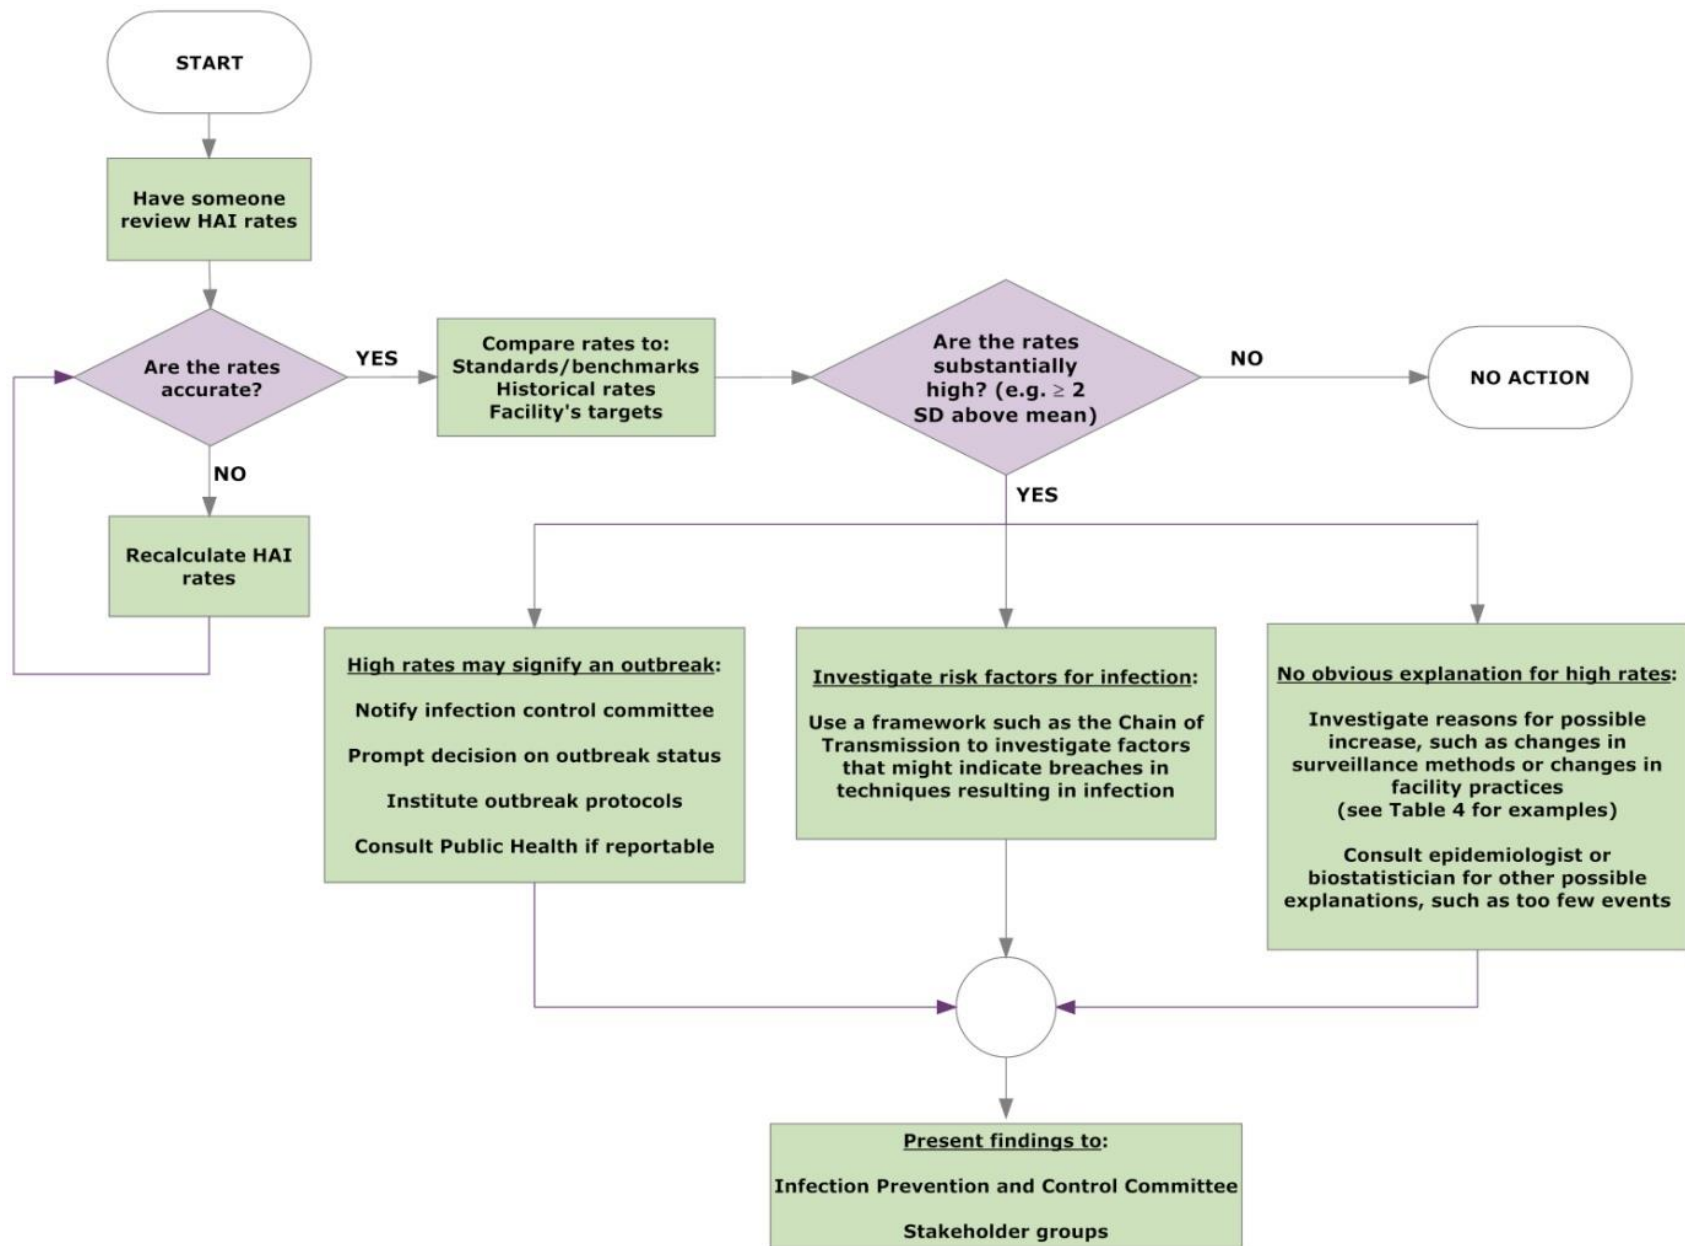 START
Have someone
review HAI rates
Are the rates
accurate?
YES
NO
Recalculate HAI
rates
Compare rates to:
Standards/benchmarks
Historical rates
Facility's targets
Are the rates
substantially
high? (e.g. ≥ 2
SD above mean)
NO
NO ACTION
YES
High rates may signify an outbreak:
Notify infection control committee
Prompt decision on outbreak status
Institute outbreak protocols
Consult Public Health if reportable
Investigate risk factors for infection:
Use a framework such as the Chain of
Transmission to investigate factors
that might indicate breaches in
techniques resulting in infection
No obvious explanation for high rates:
Investigate reasons for possible
increase, such as changes in
surveillance methods or changes in
facility practices
(see Table 4 for examples)
Consult epidemiologist or
biostatistician for other possible
explanations, such as too few events
Present findings to:
Infection Prevention and Control Committee
Stakeholder groups